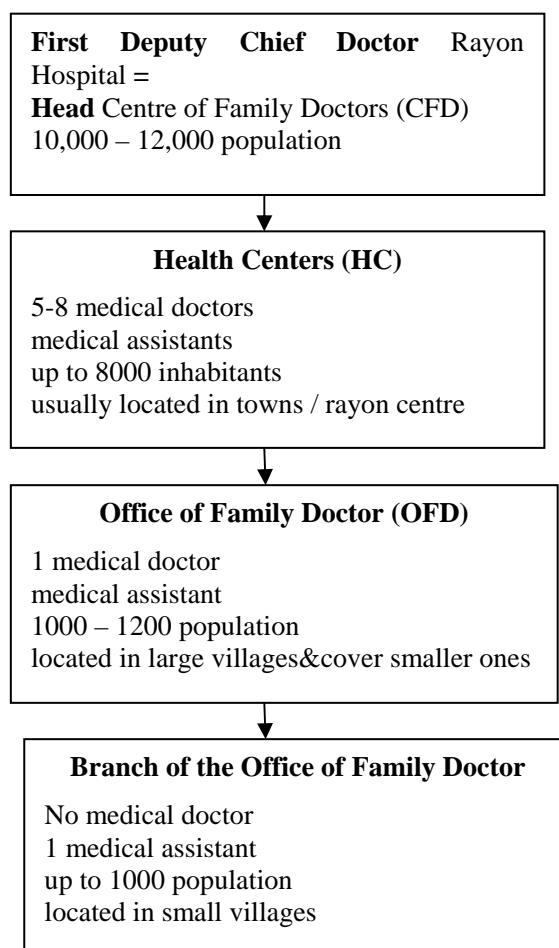 First Deputy Chief Doctor Rayon
Hospital =
Head Centre of Family Doctors (CFD)
10,000 – 12,000 population
Health Centers (HC)
5-8 medical doctors
medical assistants
up to 8000 inhabitants
usually located in towns / rayon centre
Office of Family Doctor (OFD)
1 medical doctor
medical assistant
1000 – 1200 population
located in large villages&cover smaller ones
Branch of the Office of Family Doctor
No medical doctor
1 medical assistant
up to 1000 population
located in small villages